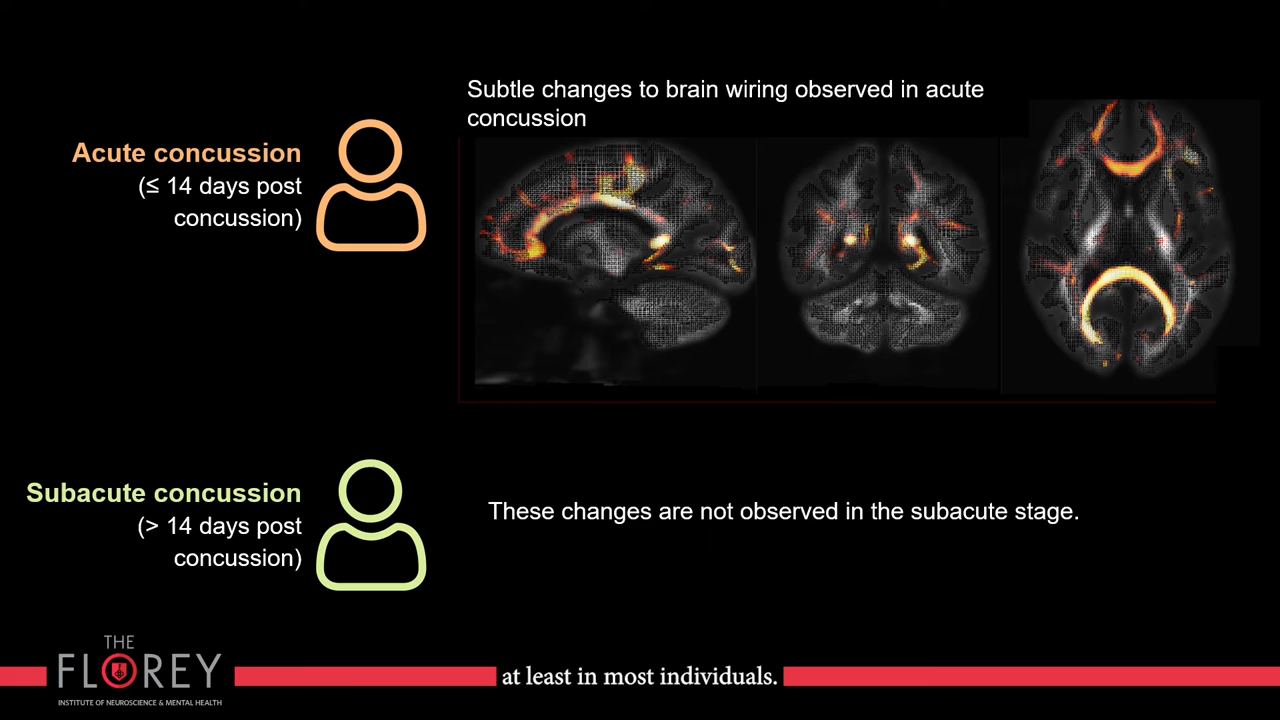 Subtle changes to brain wiring observed in acute
concussion
Acute concussion
(≤ 14 days post
concussion)
Subacute concussion
(> 14 days post
concussion)
These changes are not observed in the subacute stage.
THE
FLOREY
INSTITUTE OF NEUROSCIENCE & MENTAL HEALTH
at least in most individuals.